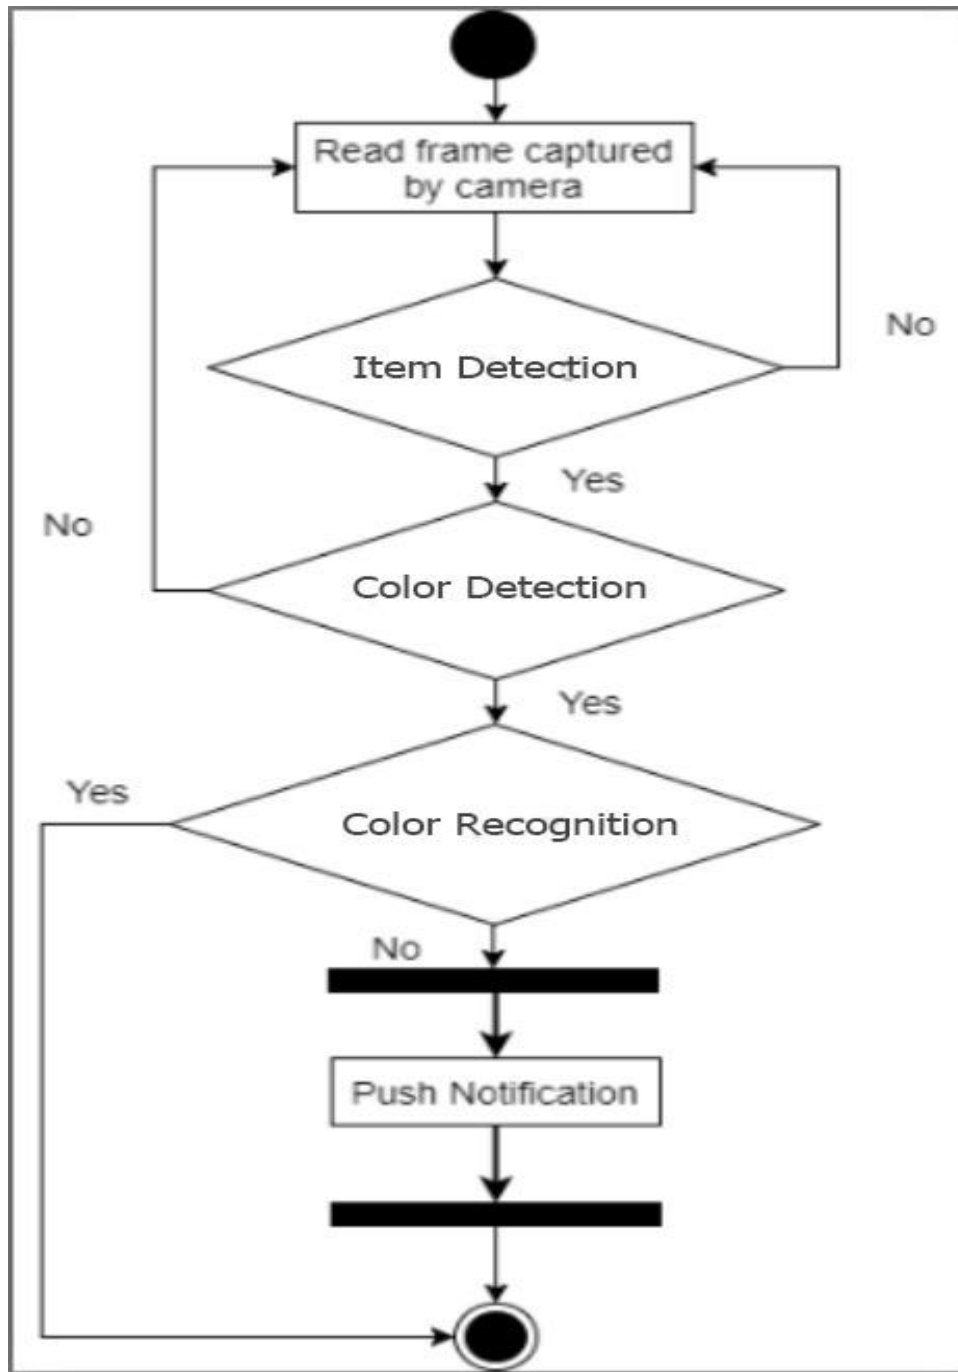 Read frame captured
by camera
No
Item Detection
Yes
No
Color Detection
Yes
Yes
Color Recognition
No
Push Notification